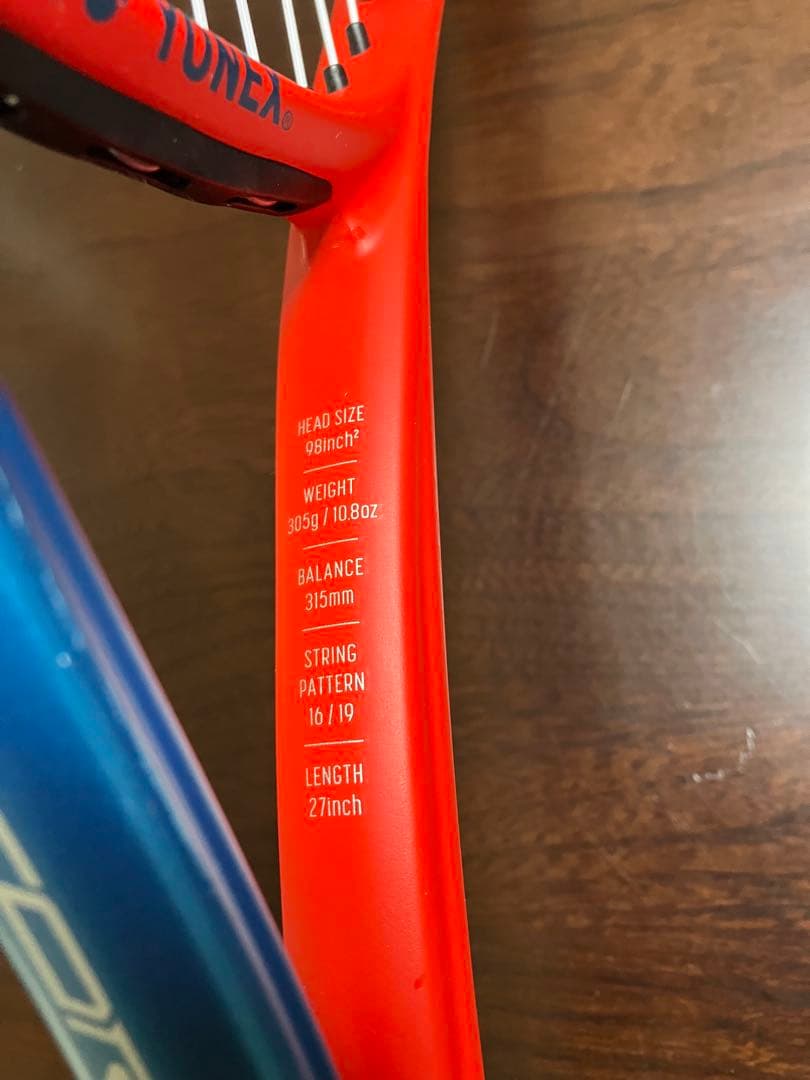 YONEX®
HEAD SIZE
98inch²
WEIGHT
305g / 10.8oz
BALANCE
315mm
STRING
PATTERN
16 / 19
LENGTH
27inch